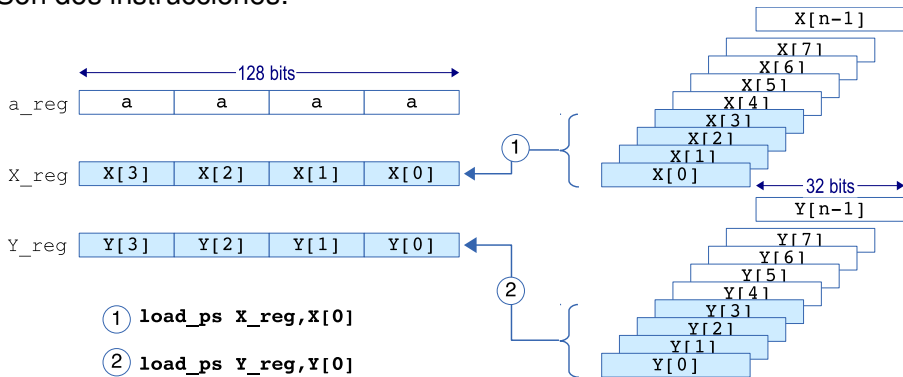 Son dos instrucciones:
X[n-1]
X[7]
X[6]
X[5]
X[4]
X[3]
X[2]
X[1]
X[0]
128 bits
a_reg a a a a
1
X_reg X[3] X[2] X[1] X[0]
32 bits
Y[n-1]
Y_reg Y[3] Y[2] Y[1] Y[0]
Y[7]
Y[6]
Y[5]
Y[4]
Y[3]
Y[2]
Y[1]
Y[0]
2
1 load_ps X_reg,X[0]
2 load_ps Y_reg,Y[0]